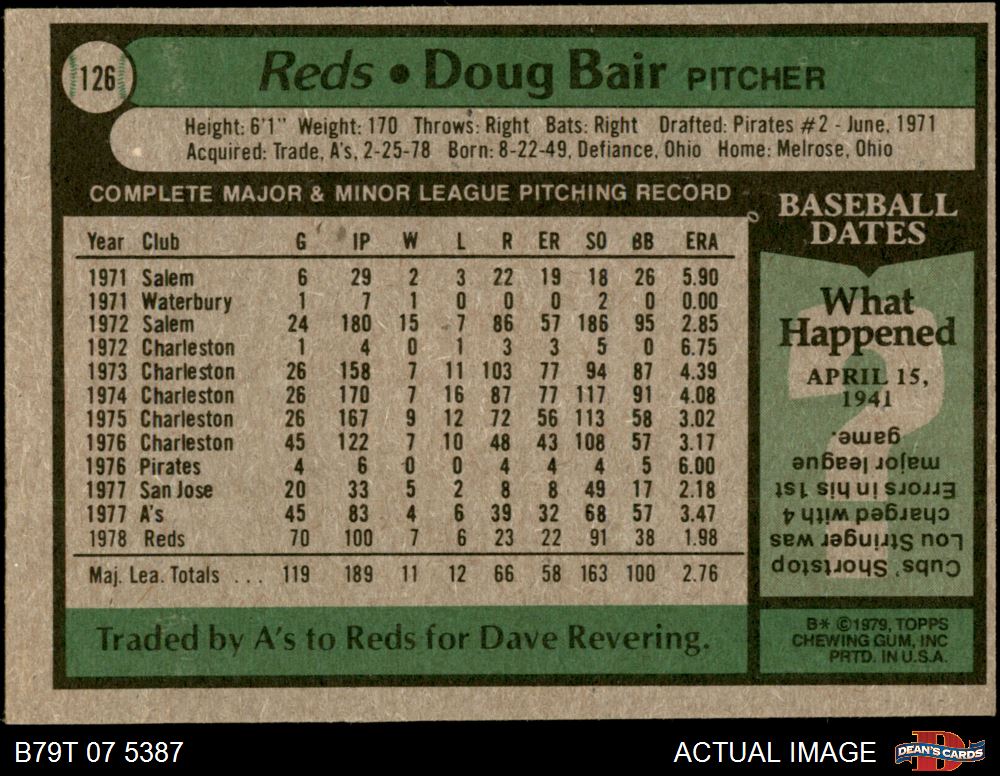 126
Reds • Doug Bair PITCHER
Height: 6'1" Weight: 170 Throws: Right Bats: Right Drafted: Pirates #2 - June, 1971
Acquired: Trade, A's, 2-25-78 Born: 8-22-49, Defiance, Ohio Home: Melrose, Ohio
COMPLETE MAJOR & MINOR LEAGUE PITCHING RECORD
Year Club G IP W L R ER SO BB ERA
1971 Salem 6 29 2 3 22 19 18 26 5.90
1971 Waterbury 1 7 1 0 0 0 2 0 0.00
1972 Salem 24 180 15 7 86 57 186 95 2.85
1972 Charleston 1 4 0 1 3 3 5 0 6.75
1973 Charleston 26 158 7 11 103 77 94 87 4.39
1974 Charleston 26 170 7 16 87 77 117 91 4.08
1975 Charleston 26 167 9 12 72 56 113 58 3.02
1976 Charleston 45 122 7 10 48 43 108 57 3.17
1976 Pirates 4 6 0 0 4 4 4 5 6.00
1977 San Jose 20 33 5 2 8 8 49 17 2.18
1977 A's 45 83 4 6 39 32 68 57 3.47
1978 Reds 70 100 7 6 23 22 91 38 1.98
Maj. Lea. Totals ... 119 189 11 12 66 58 163 100 2.76
Traded by A's to Reds for Dave Revering.
BASEBALL
DATES
What
Happened
APRIL 15,
1941
?
Cubs' Shortstop
Lou Stringer was
charged with 4
Errors in his 1st
major league
game.
B* ©1979, TOPPS
CHEWING GUM, INC
PRTD. IN U.S.A.
B79T 07 5387
ACTUAL IMAGE
D
DEAN'S CARDS